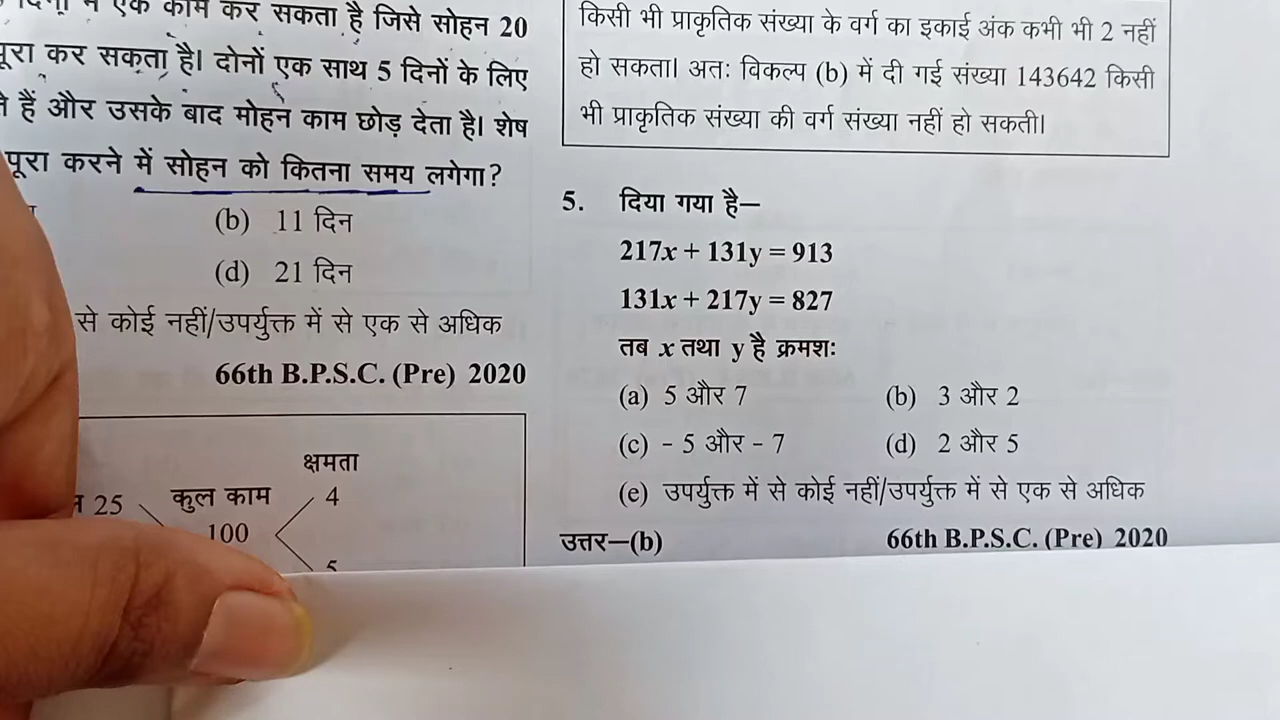 एक काम कर सकता है जिसे सोहन 20
पूरा कर सकता है। दोनों एक साथ 5 दिनों के लिए
हैं और उसके बाद मोहन काम छोड़ देता है। शेष
पूरा करने में सोहन को कितना समय लगेगा?
(b) 11 दिन
(d) 21 दिन
से कोई नहीं/उपर्युक्त में से एक से अधिक
66th B.P.S.C. (Pre) 2020
क्षमता
25 कुल काम 4
100
5
किसी भी प्राकृतिक संख्या के वर्ग का इकाई अंक कभी भी 2 नहीं
हो सकता। अतः विकल्प (b) में दी गई संख्या 143642 किसी
भी प्राकृतिक संख्या की वर्ग संख्या नहीं हो सकती।
5. दिया गया है—
217x + 131y = 913
131x + 217y = 827
तब x तथा y है क्रमशः
(a) 5 और 7 (b) 3 और 2
(c) - 5 और - 7 (d) 2 और 5
(e) उपर्युक्त में से कोई नहीं/उपर्युक्त में से एक से अधिक
उत्तर—(b) 66th B.P.S.C. (Pre) 2020